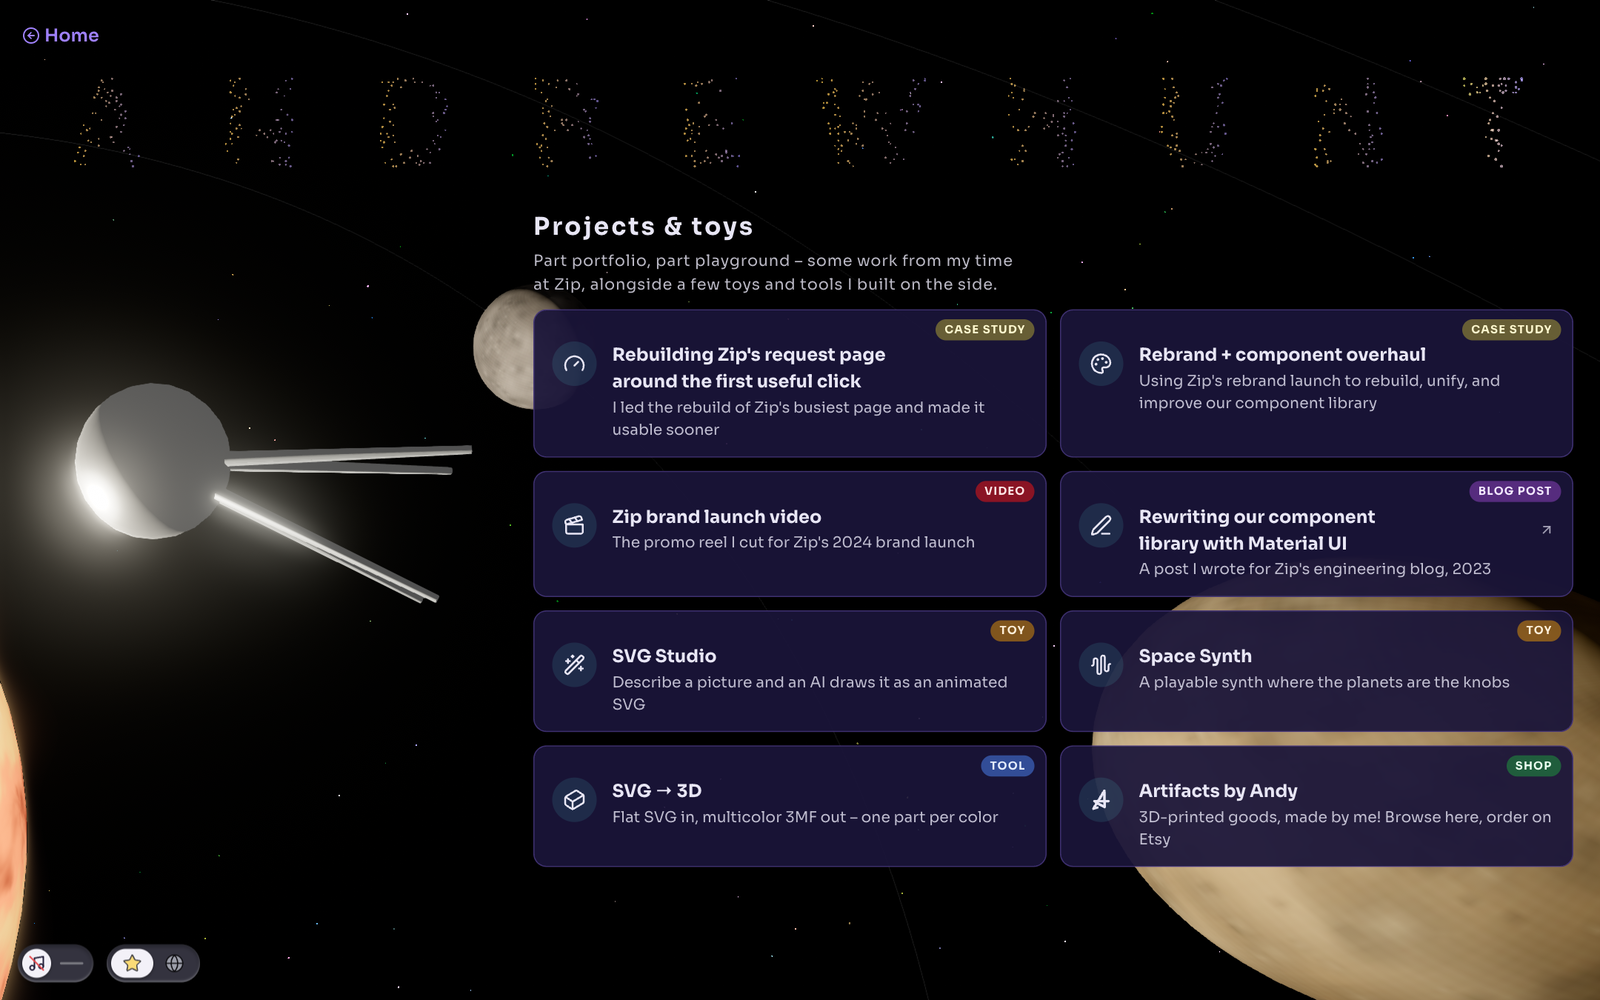 Home
ANDREW HUNT
Projects & toys
Part portfolio, part playground – some work from my time
at Zip, alongside a few toys and tools I built on the side.
CASE STUDY
Rebuilding Zip's request page
around the first useful click
I led the rebuild of Zip's busiest page and made it
usable sooner
CASE STUDY
Rebrand + component overhaul
Using Zip's rebrand launch to rebuild, unify, and
improve our component library
VIDEO
Zip brand launch video
The promo reel I cut for Zip's 2024 brand launch
BLOG POST
Rewriting our component
library with Material UI
A post I wrote for Zip's engineering blog, 2023
TOY
SVG Studio
Describe a picture and an AI draws it as an animated
SVG
TOY
Space Synth
A playable synth where the planets are the knobs
TOOL
SVG → 3D
Flat SVG in, multicolor 3MF out – one part per color
SHOP
Artifacts by Andy
3D-printed goods, made by me! Browse here, order on
Etsy